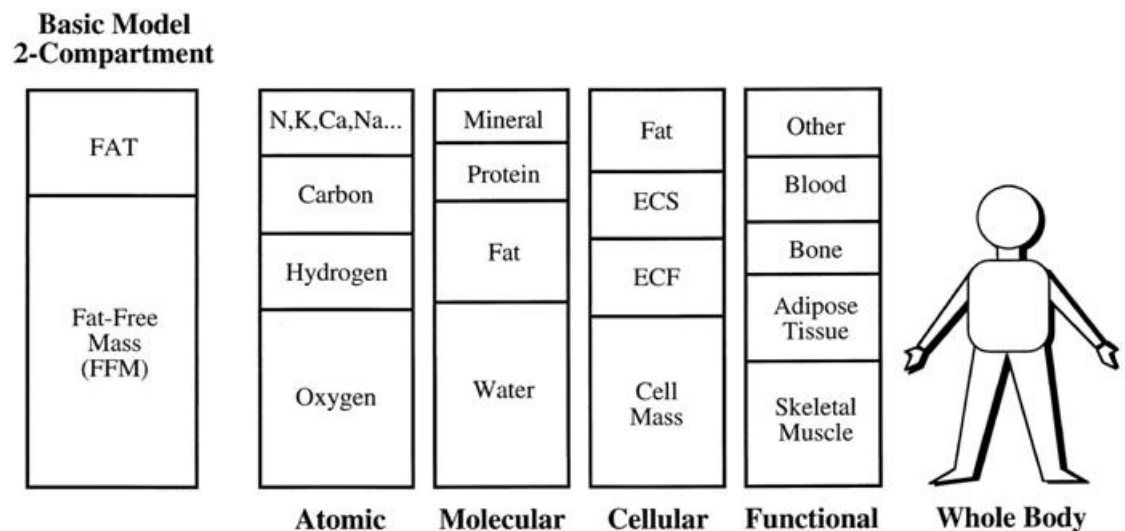 Basic Model
2-Compartment
FAT
Fat-Free
Mass
(FFM)
N,K,Ca,Na...
Carbon
Hydrogen
Oxygen
Atomic
Mineral
Protein
Fat
Water
Molecular
Fat
ECS
ECF
Cell
Mass
Cellular
Other
Blood
Bone
Adipose
Tissue
Skeletal
Muscle
Functional
Whole Body